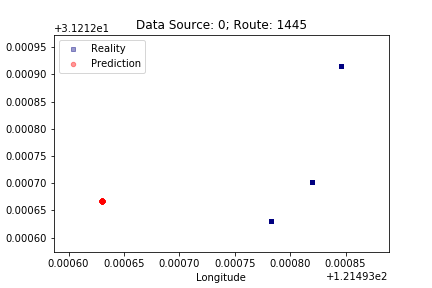 Data Source: 0; Route: 1445
+3.1212e1
Reality
Prediction
0.00095
0.00090
0.00085
0.00080
0.00075
0.00070
0.00065
0.00060
0.00060 0.00065 0.00070 0.00075 0.00080 0.00085
Longitude
+1.21493e2